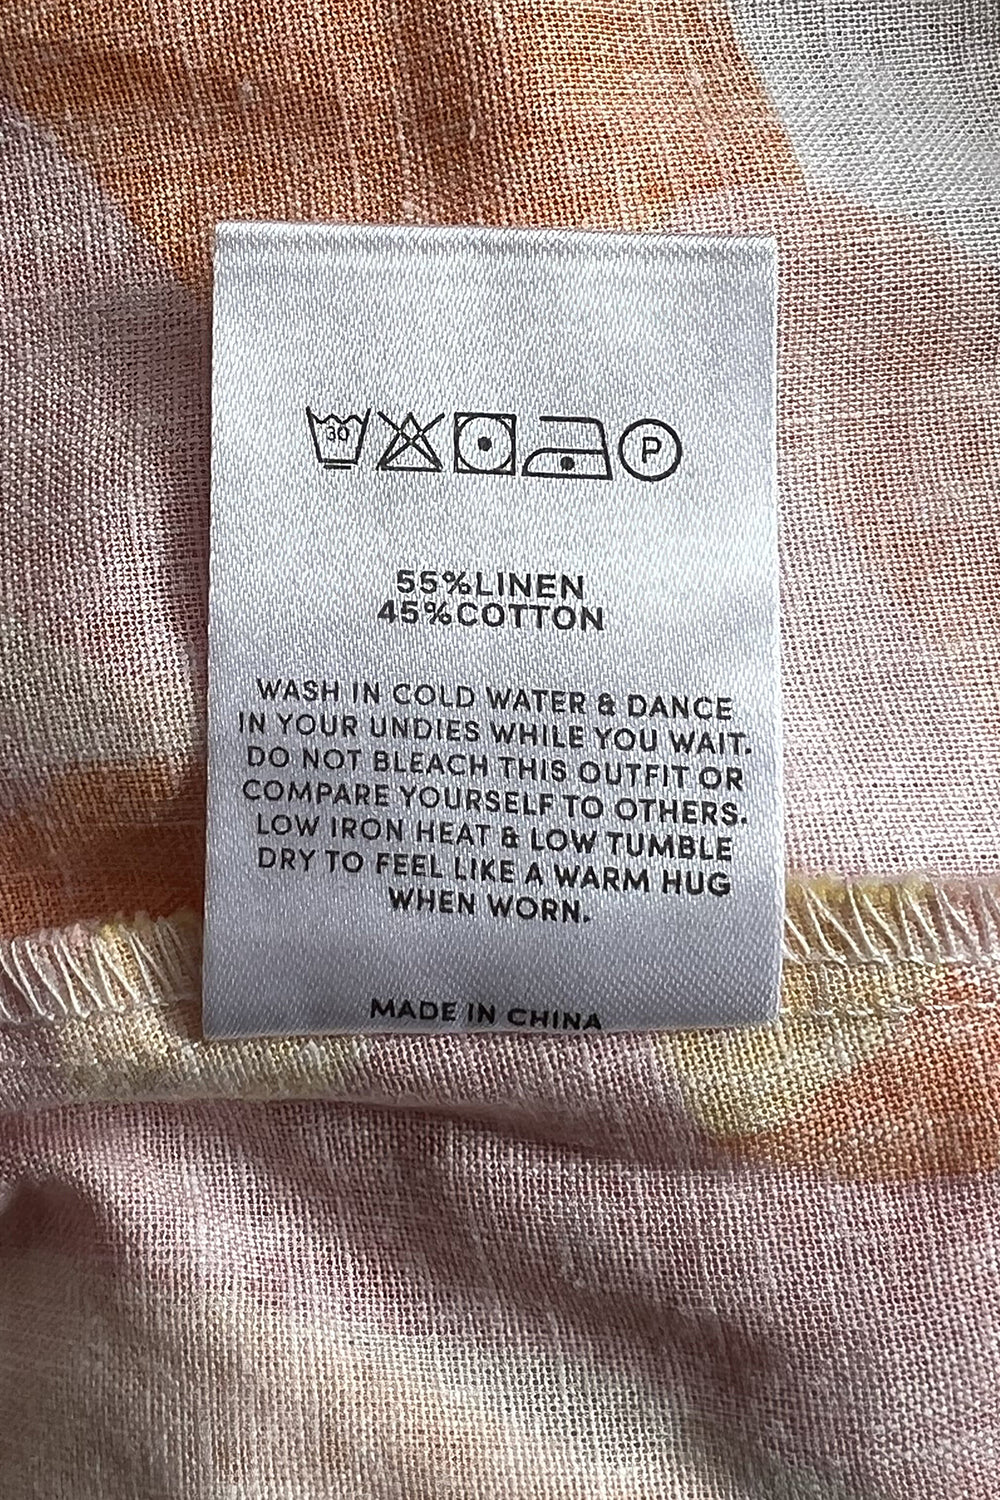 30 P
55%LINEN
45%COTTON
WASH IN COLD WATER & DANCE
IN YOUR UNDIES WHILE YOU WAIT.
DO NOT BLEACH THIS OUTFIT OR
COMPARE YOURSELF TO OTHERS.
LOW IRON HEAT & LOW TUMBLE
DRY TO FEEL LIKE A WARM HUG
WHEN WORN.
MADE IN CHINA